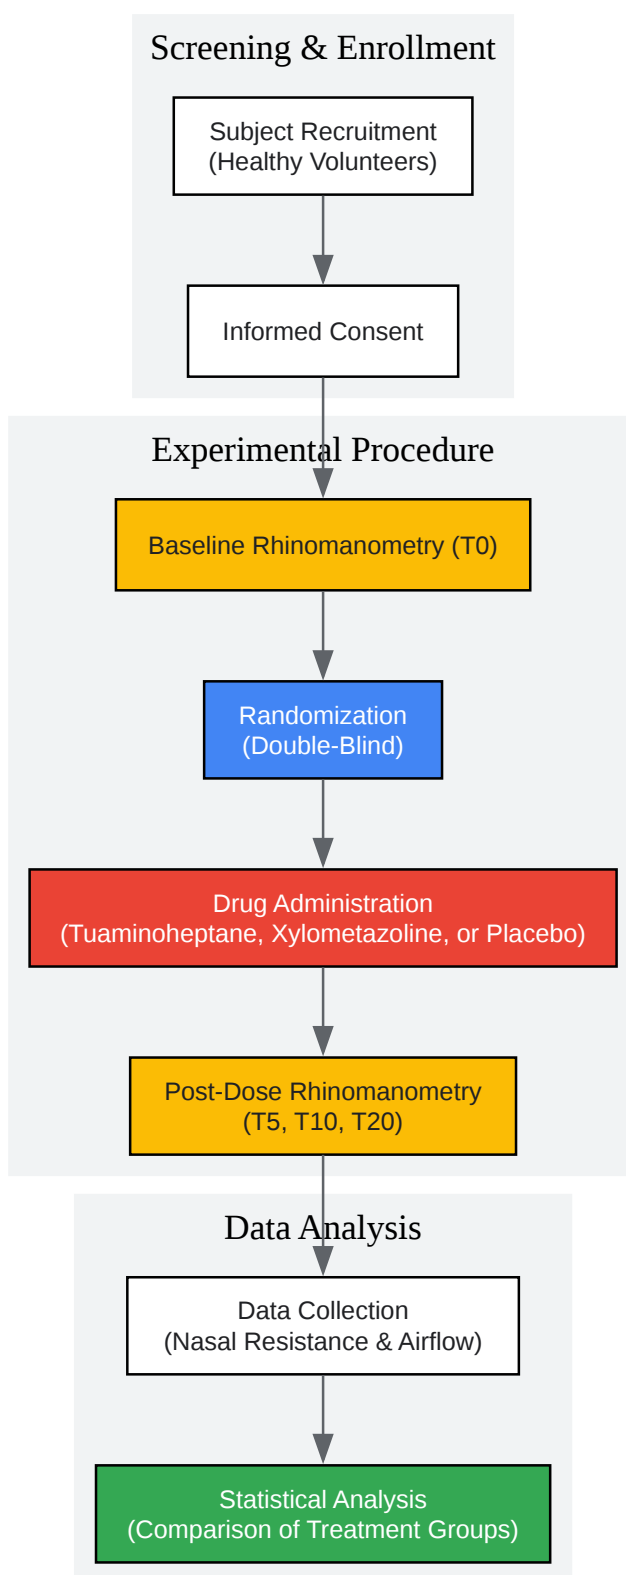 Screening & Enrollment
Subject Recruitment
(Healthy Volunteers)
Informed Consent
Experimental Procedure
Baseline Rhinomanometry (T0)
Randomization
(Double-Blind)
Drug Administration
(Tuaminoheptane, Xylometazoline, or Placebo)
Post-Dose Rhinomanometry
(T5, T10, T20)
Data Analysis
Data Collection
(Nasal Resistance & Airflow)
Statistical Analysis
(Comparison of Treatment Groups)